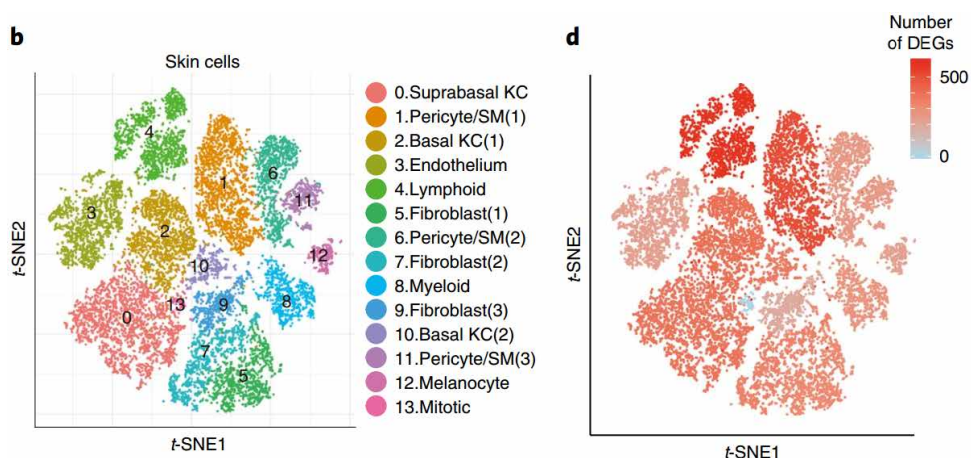 b
Skin cells
4
6
1
11
3
2
12
10
13
9
8
0
7
5
t-SNE2
t-SNE1
0.Suprabasal KC
1.Pericyte/SM(1)
2.Basal KC(1)
3.Endothelium
4.Lymphoid
5.Fibroblast(1)
6.Pericyte/SM(2)
7.Fibroblast(2)
8.Myeloid
9.Fibroblast(3)
10.Basal KC(2)
11.Pericyte/SM(3)
12.Melanocyte
13.Mitotic
d
Number
of DEGs
500
0
t-SNE2
t-SNE1